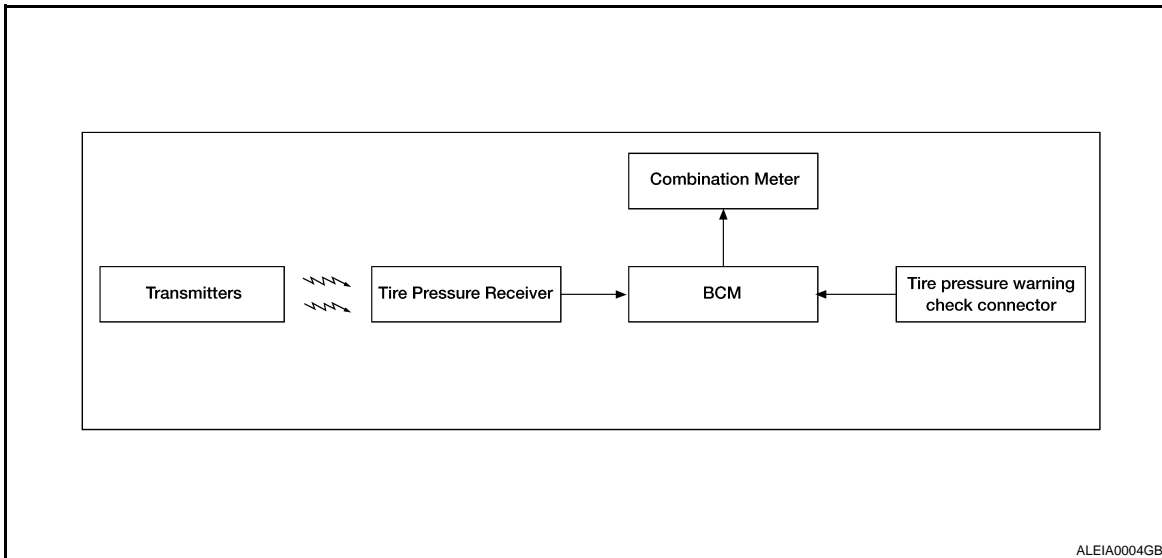 Combination Meter
Transmitters
Tire Pressure Receiver
BCM
Tire pressure warning
check connector
ALEIA0004GB